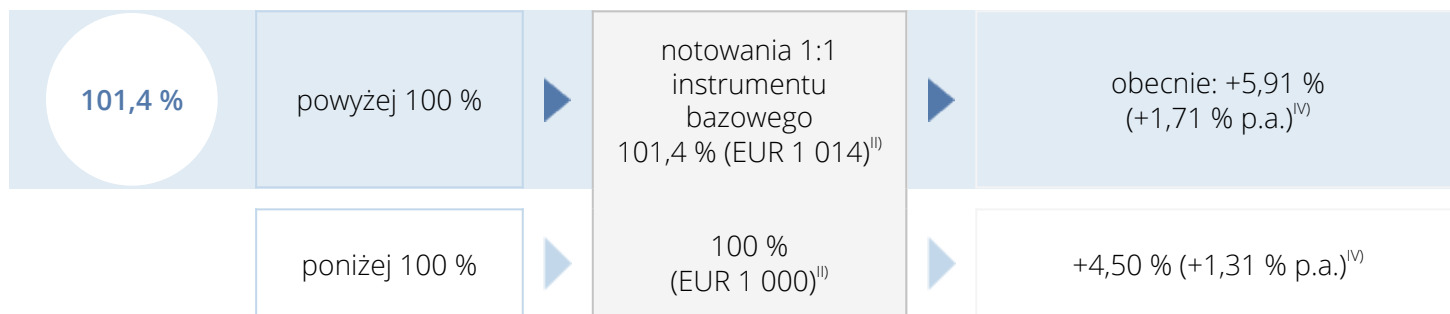 101,4 %
powyżej 100 %
notowania 1:1
instrumentu
bazowego
101,4 % (EUR 1 014)II)
obecnie: +5,91 %
(+1,71 % p.a.)IV)
poniżej 100 %
100 %
(EUR 1 000)II)
+4,50 % (+1,31 % p.a.)IV)